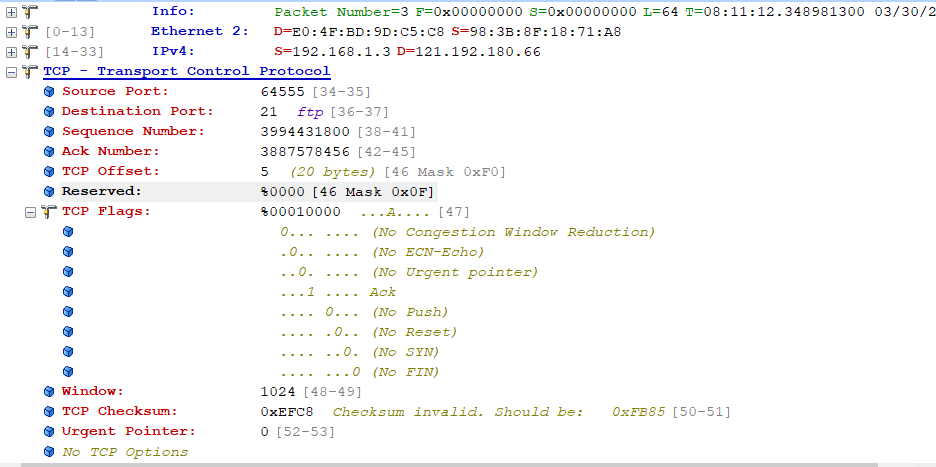 Info: Packet Number=3 F=0x00000000 S=0x00000000 L=64 T=08:11:12.348981300 03/30/2
[0-13] Ethernet 2: D=E0:4F:BD:9D:C5:C8 S=98:3B:8F:18:71:A8
[14-33] IPv4: S=192.168.1.3 D=121.192.180.66
TCP - Transport Control Protocol
Source Port: 64555 [34-35]
Destination Port: 21 ftp [36-37]
Sequence Number: 3994431800 [38-41]
Ack Number: 3887578456 [42-45]
TCP Offset: 5 (20 bytes) [46 Mask 0xF0]
Reserved: %0000 [46 Mask 0x0F]
TCP Flags: %00010000 ...A.... [47]
0... .... (No Congestion Window Reduction)
.0.. .... (No ECN-Echo)
..0. .... (No Urgent pointer)
...1 .... Ack
.... 0... (No Push)
.... .0.. (No Reset)
.... ..0. (No SYN)
.... ...0 (No FIN)
Window: 1024 [48-49]
TCP Checksum: 0xEFC8 Checksum invalid. Should be: 0xFB85 [50-51]
Urgent Pointer: 0 [52-53]
No TCP Options